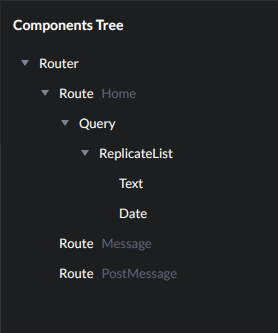 Components Tree
Router
Route Home
Query
ReplicateList
Text
Date
Route Message
Route PostMessage